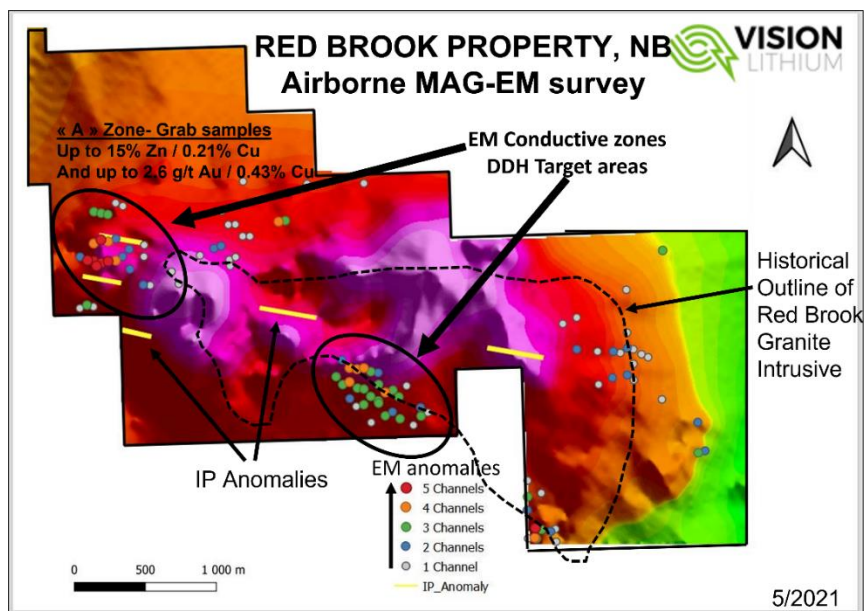 RED BROOK PROPERTY, NB
Airborne MAG-EM survey
VISION
LITHIUM
« A » Zone- Grab samples
Up to 15% Zn / 0.21% Cu
And up to 2.6 g/t Au / 0.43% Cu
EM Conductive zones
DDH Target areas
Historical
Outline of
Red Brook
Granite
Intrusive
IP Anomalies
EM anomalies
5 Channels
4 Channels
3 Channels
2 Channels
1 Channel
IP_Anomaly
0 500 1 000 m
5/2021